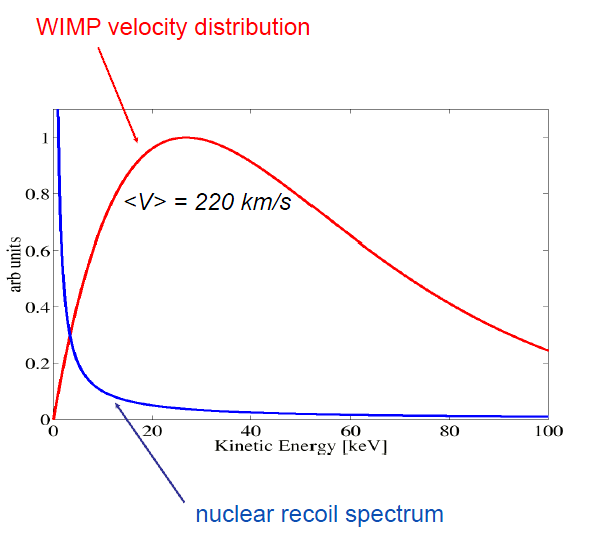 WIMP velocity distribution
1
0.8
<V> = 220 km/s
0.6
0.4
0.2
0
arb units
0 20 40 60 80 100
Kinetic Energy [keV]
nuclear recoil spectrum